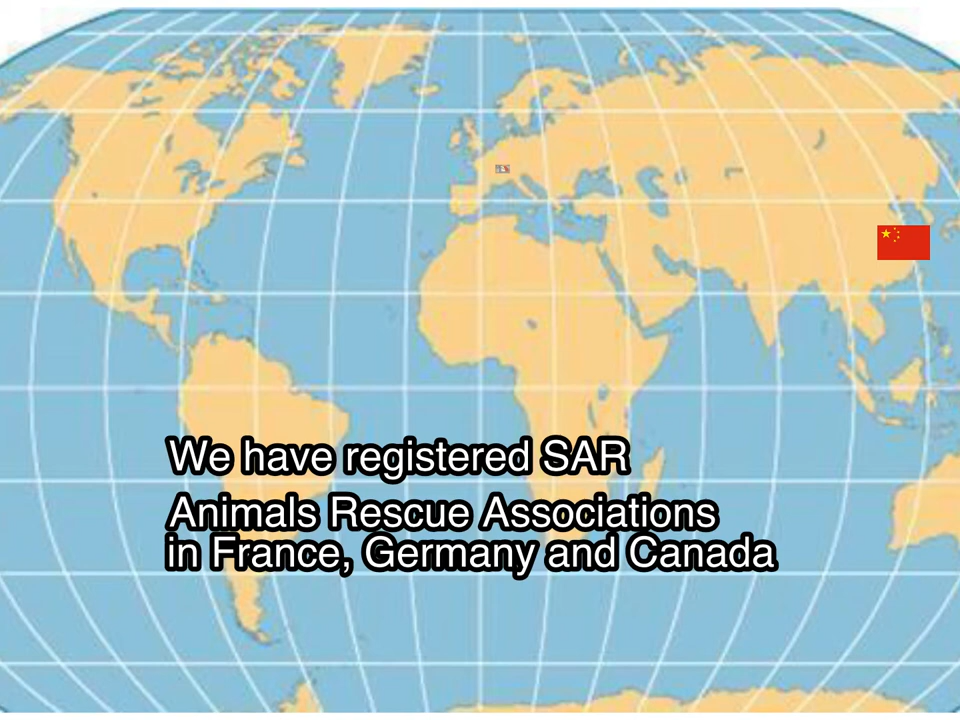 We have registered SAR
Animals Rescue Associations
in France, Germany and Canada